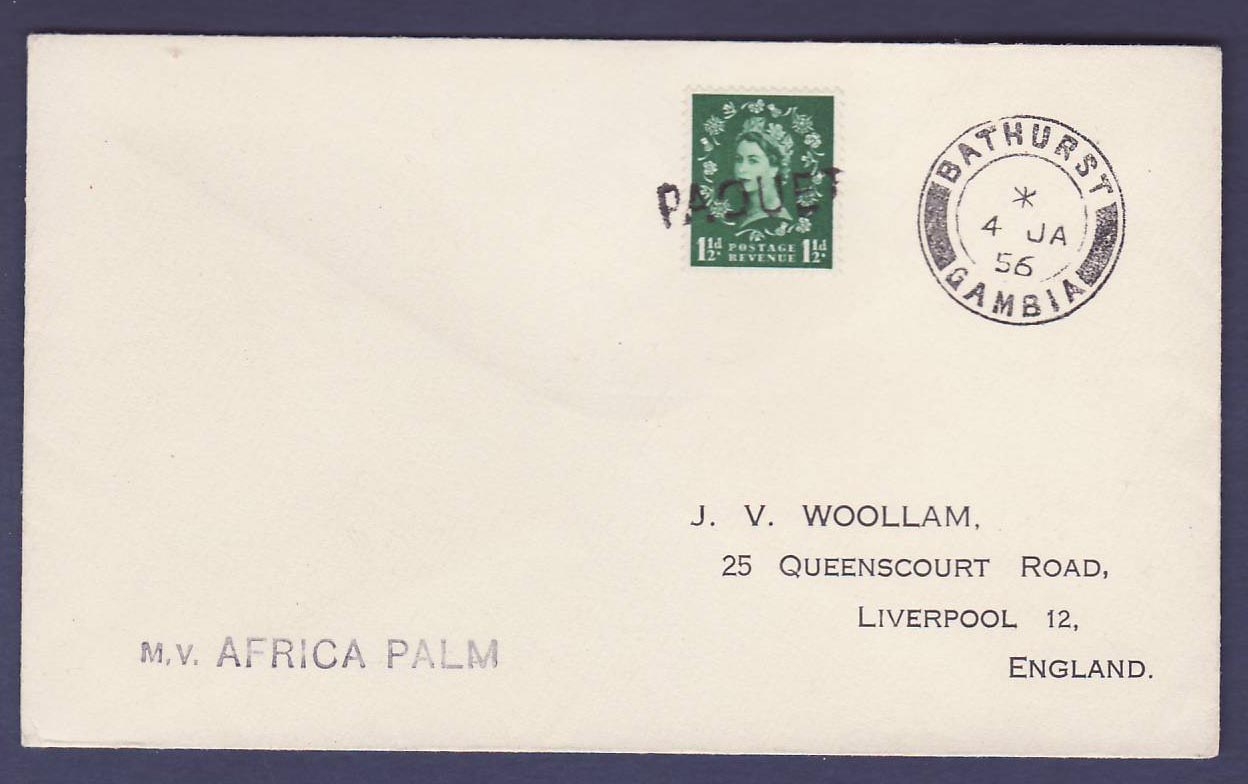 PAQUET
1½d POSTAGE REVENUE 1½d
BATHURST
*
4 JA
56
GAMBIA
J. V. WOOLLAM,
25 QUEENSCOURT ROAD,
LIVERPOOL 12,
ENGLAND.
M.V. AFRICA PALM